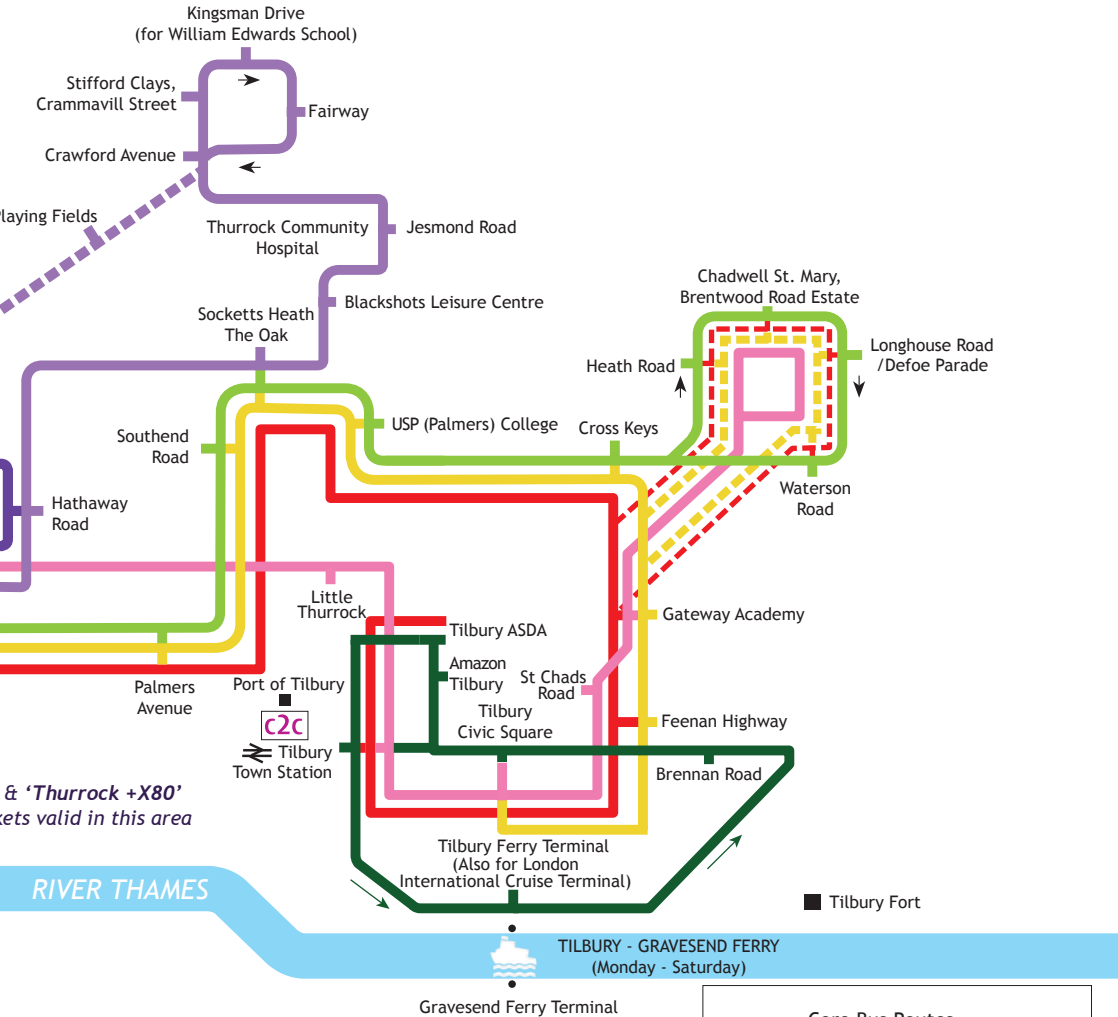 Kingsman Drive
(for William Edwards School)
Stifford Clays,
Crammavill Street
Fairway
Crawford Avenue
Playing Fields
Thurrock Community
Hospital
Jesmond Road
Blackshots Leisure Centre
Socketts Heath
The Oak
Chadwell St. Mary,
Brentwood Road Estate
Heath Road
Longhouse Road
/Defoe Parade
Southend
Road
USP (Palmers) College
Cross Keys
Waterson
Road
Hathaway
Road
Little
Thurrock
Gateway Academy
Tilbury ASDA
Amazon
Tilbury
St Chads
Road
Palmers
Avenue
Port of Tilbury
c2c
Tilbury
Town Station
Tilbury
Civic Square
Feenan Highway
Brennan Road
& ‘Thurrock +X80’
kets valid in this area
Tilbury Ferry Terminal
(Also for London
International Cruise Terminal)
RIVER THAMES
Tilbury Fort
TILBURY - GRAVESEND FERRY
(Monday - Saturday)
Gravesend Ferry Terminal
Core Bus Routes